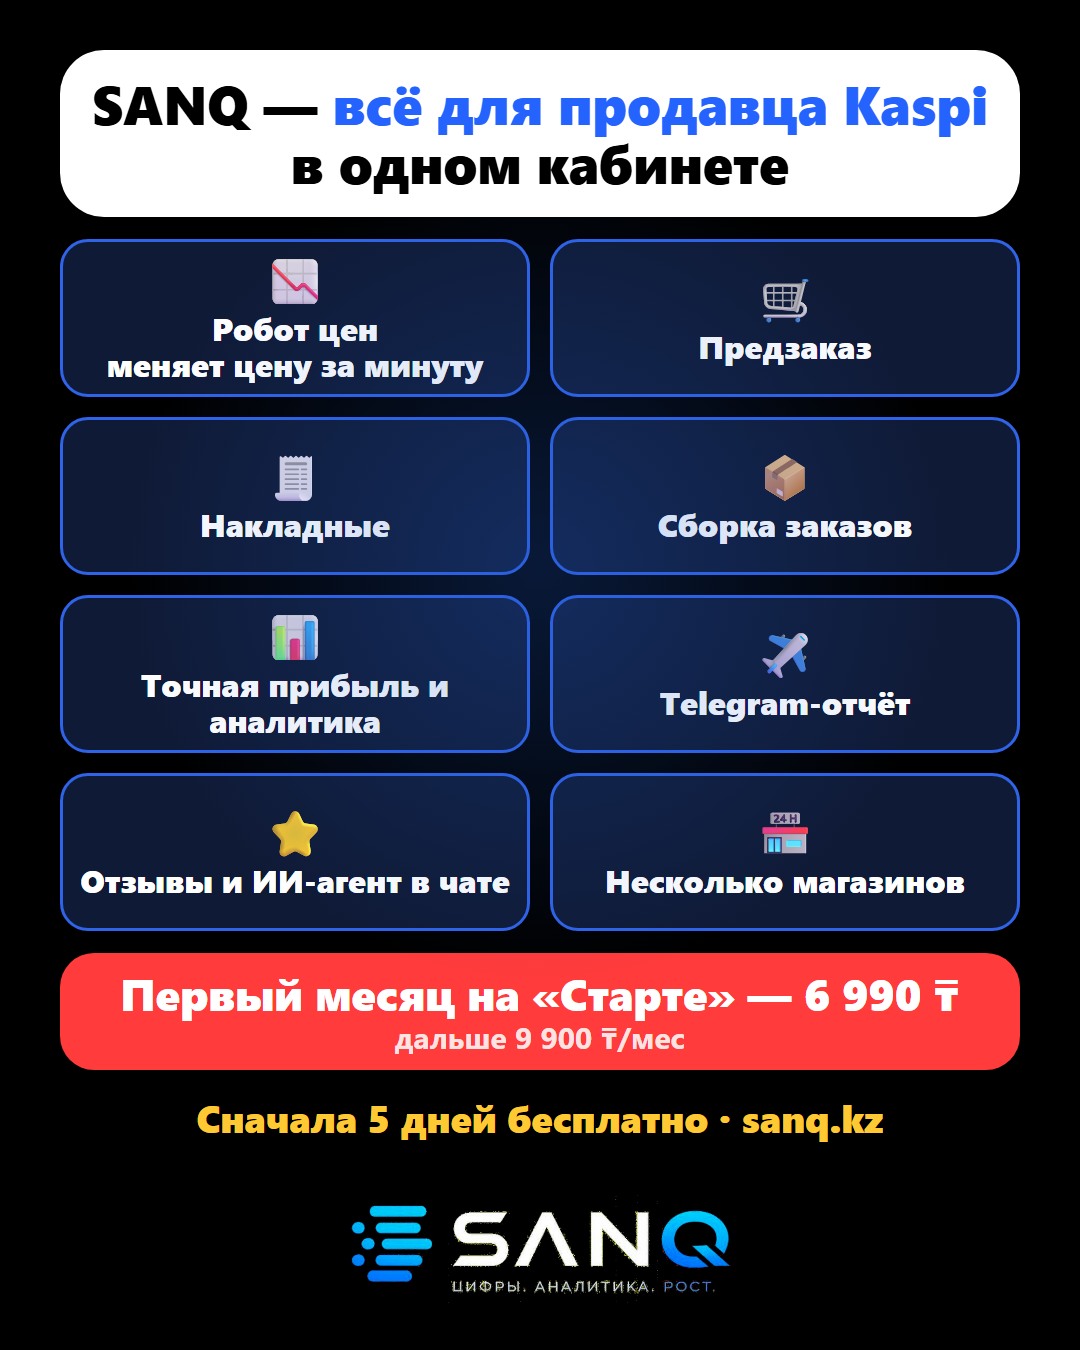 SANQ — всё для продавца Kaspi
в одном кабинете
Робот цен
меняет цену за минуту
Предзаказ
Накладные
Сборка заказов
Точная прибыль и
аналитика
Telegram-отчёт
Отзывы и ИИ-агент в чате
24 H
Несколько магазинов
Первый месяц на «Старте» — 6 990 ₸
дальше 9 900 ₸/мес
Сначала 5 дней бесплатно · sanq.kz
SANQ
ЦИФРЫ. АНАЛИТИКА. РОСТ.